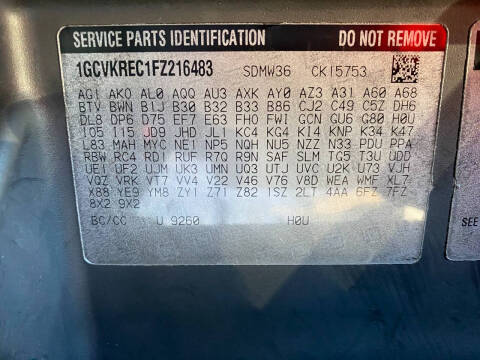 SERVICE PARTS IDENTIFICATION DO NOT REMOVE
1GCVKREC1FZ216483 SDMW36 CK15753
AG1 AKO AL0 AQQ AU3 AXK AY0 AZ3 A31 A60 A68
BTV BWN B1J B30 B32 B33 B86 CJ2 C49 C5Z DH6
DL8 DP6 D75 EF7 E63 FHO FWI GCN GU6 G80 H0U
IO5 I15 JD9 JHD JL1 KC4 KG4 KI4 KNP K34 K47
L83 MAH MYC NE1 NP5 NQH NU5 NZZ N33 PDU PPA
RBW RC4 RD1 RUF R7Q R9N SAF SLM TG5 T3U UDD
UE1 UF2 UJM UK3 UMN UQ3 UTJ UVC U2K U73 VJH
VQZ VRK VT7 VV4 V22 V46 V76 V8D WEA WMF XL7
X88 YE9 YM8 ZY1 Z71 Z82 1SZ 2LT 4AA 6FZ 7FZ
8X2 9X2
BC/CC U 9260 H0U
SEE O